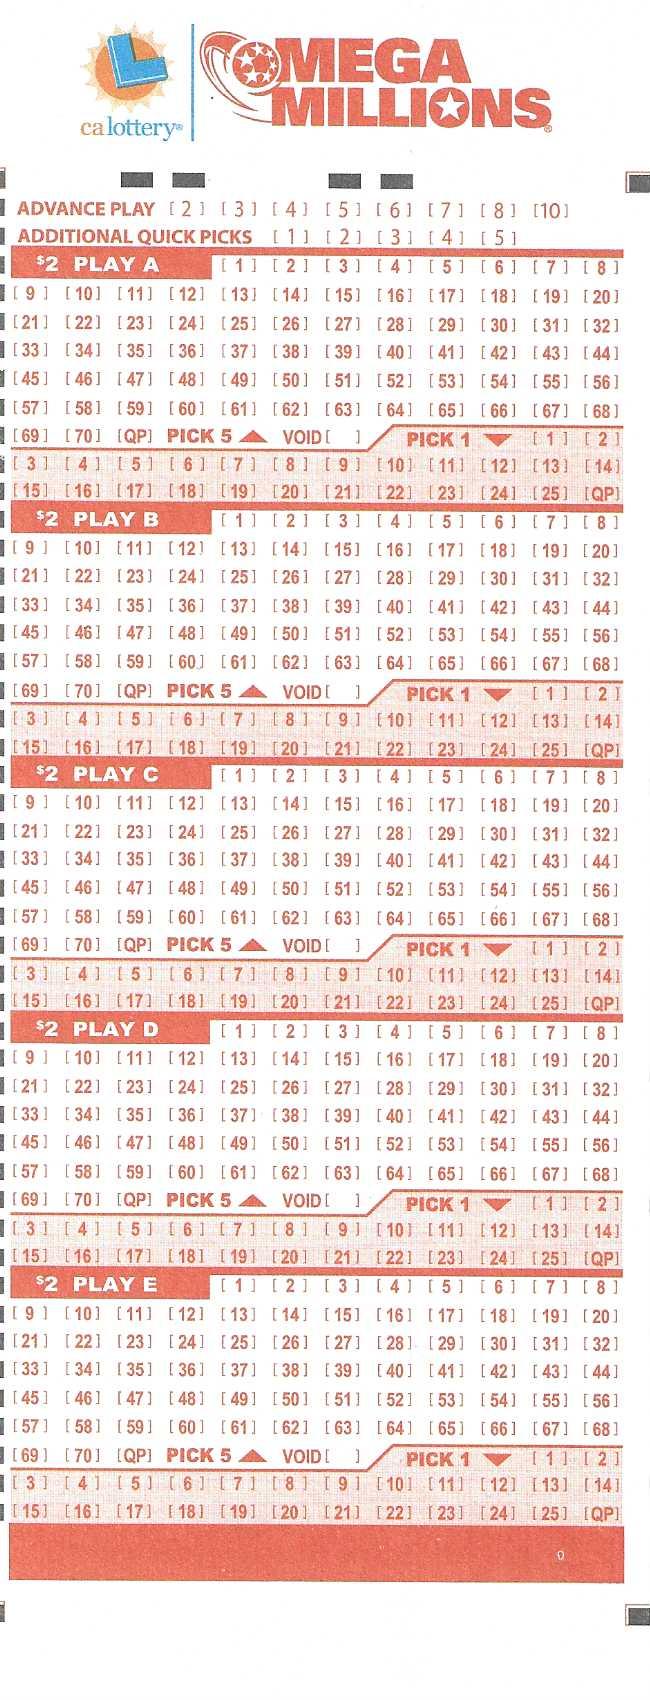 ca lottery®
MEGA
MILLIONS®
ADVANCE PLAY [2] [3] [4] [5] [6] [7] [8] [10]
ADDITIONAL QUICK PICKS [1] [2] [3] [4] [5]
$2 PLAY A [1] [2] [3] [4] [5] [6] [7] [8]
[9] [10] [11] [12] [13] [14] [15] [16] [17] [18] [19] [20]
[21] [22] [23] [24] [25] [26] [27] [28] [29] [30] [31] [32]
[33] [34] [35] [36] [37] [38] [39] [40] [41] [42] [43] [44]
[45] [46] [47] [48] [49] [50] [51] [52] [53] [54] [55] [56]
[57] [58] [59] [60] [61] [62] [63] [64] [65] [66] [67] [68]
[69] [70] [QP] PICK 5 ▲ VOID [ ] PICK 1 ▼ [1] [2]
[3] [4] [5] [6] [7] [8] [9] [10] [11] [12] [13] [14]
[15] [16] [17] [18] [19] [20] [21] [22] [23] [24] [25] [QP]
$2 PLAY B [1] [2] [3] [4] [5] [6] [7] [8]
[9] [10] [11] [12] [13] [14] [15] [16] [17] [18] [19] [20]
[21] [22] [23] [24] [25] [26] [27] [28] [29] [30] [31] [32]
[33] [34] [35] [36] [37] [38] [39] [40] [41] [42] [43] [44]
[45] [46] [47] [48] [49] [50] [51] [52] [53] [54] [55] [56]
[57] [58] [59] [60] [61] [62] [63] [64] [65] [66] [67] [68]
[69] [70] [QP] PICK 5 ▲ VOID [ ] PICK 1 ▼ [1] [2]
[3] [4] [5] [6] [7] [8] [9] [10] [11] [12] [13] [14]
[15] [16] [17] [18] [19] [20] [21] [22] [23] [24] [25] [QP]
$2 PLAY C [1] [2] [3] [4] [5] [6] [7] [8]
[9] [10] [11] [12] [13] [14] [15] [16] [17] [18] [19] [20]
[21] [22] [23] [24] [25] [26] [27] [28] [29] [30] [31] [32]
[33] [34] [35] [36] [37] [38] [39] [40] [41] [42] [43] [44]
[45] [46] [47] [48] [49] [50] [51] [52] [53] [54] [55] [56]
[57] [58] [59] [60] [61] [62] [63] [64] [65] [66] [67] [68]
[69] [70] [QP] PICK 5 ▲ VOID [ ] PICK 1 ▼ [1] [2]
[3] [4] [5] [6] [7] [8] [9] [10] [11] [12] [13] [14]
[15] [16] [17] [18] [19] [20] [21] [22] [23] [24] [25] [QP]
$2 PLAY D [1] [2] [3] [4] [5] [6] [7] [8]
[9] [10] [11] [12] [13] [14] [15] [16] [17] [18] [19] [20]
[21] [22] [23] [24] [25] [26] [27] [28] [29] [30] [31] [32]
[33] [34] [35] [36] [37] [38] [39] [40] [41] [42] [43] [44]
[45] [46] [47] [48] [49] [50] [51] [52] [53] [54] [55] [56]
[57] [58] [59] [60] [61] [62] [63] [64] [65] [66] [67] [68]
[69] [70] [QP] PICK 5 ▲ VOID [ ] PICK 1 ▼ [1] [2]
[3] [4] [5] [6] [7] [8] [9] [10] [11] [12] [13] [14]
[15] [16] [17] [18] [19] [20] [21] [22] [23] [24] [25] [QP]
$2 PLAY E [1] [2] [3] [4] [5] [6] [7] [8]
[9] [10] [11] [12] [13] [14] [15] [16] [17] [18] [19] [20]
[21] [22] [23] [24] [25] [26] [27] [28] [29] [30] [31] [32]
[33] [34] [35] [36] [37] [38] [39] [40] [41] [42] [43] [44]
[45] [46] [47] [48] [49] [50] [51] [52] [53] [54] [55] [56]
[57] [58] [59] [60] [61] [62] [63] [64] [65] [66] [67] [68]
[69] [70] [QP] PICK 5 ▲ VOID [ ] PICK 1 ▼ [1] [2]
[3] [4] [5] [6] [7] [8] [9] [10] [11] [12] [13] [14]
[15] [16] [17] [18] [19] [20] [21] [22] [23] [24] [25] [QP]
0